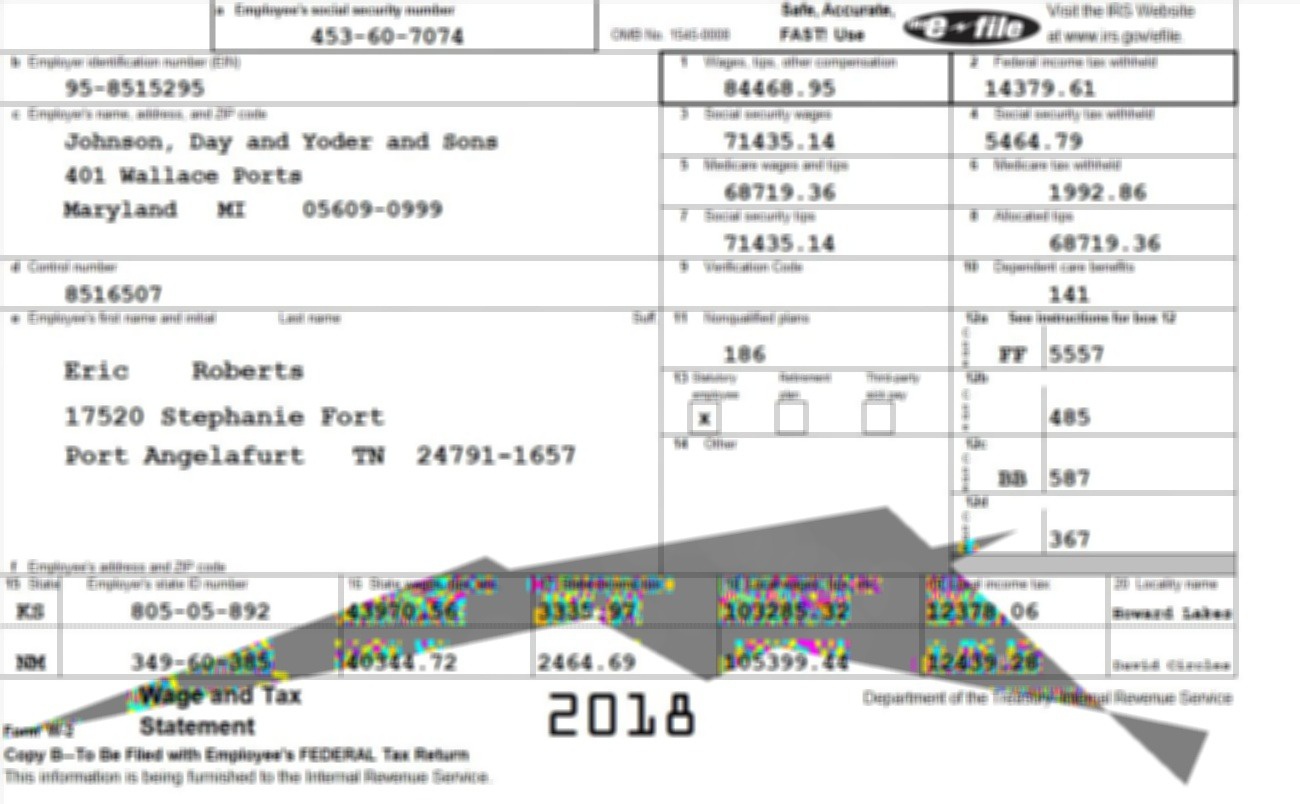 a Employee's social security number
453-60-7074
OMB No. 1545-0008
Safe, Accurate,
FAST! Use
e file
Visit the IRS Website
at www.irs.gov/efile.
b Employer identification number (EIN)
95-8515295
1 Wages, tips, other compensation
84468.95
2 Federal income tax withheld
14379.61
c Employer's name, address, and ZIP code
Johnson, Day and Yoder and Sons
401 Wallace Ports
Maryland MI 05609-0999
3 Social security wages
71435.14
4 Social security tax withheld
5464.79
5 Medicare wages and tips
68719.36
6 Medicare tax withheld
1992.86
7 Social security tips
71435.14
8 Allocated tips
68719.36
d Control number
8516507
9 Verification Code
10 Dependent care benefits
141
e Employee's first name and initial Last name Suff.
Eric Roberts
17520 Stephanie Fort
Port Angelafurt TN 24791-1657
11 Nonqualified plans
186
12a See instructions for box 12
FF 5557
13 Statutory employee
Retirement plan
Third-party sick pay
x
12b
485
14 Other
12c
BB 587
12d
367
f Employee's address and ZIP code
15 State Employer's state ID number 16 State wages, tips, etc. 17 State income tax 18 Local wages, tips, etc. 19 Local income tax 20 Locality name
KS 805-05-892 43970.56 3335.97 103285.32 12378.06 Howard Lakes
NM 349-60-385 40344.72 2464.69 105399.44 12439.28 David Circles
Form W-2
Wage and Tax
Statement
2018
Department of the Treasury-Internal Revenue Service
Copy B—To Be Filed with Employee's FEDERAL Tax Return
This information is being furnished to the Internal Revenue Service.